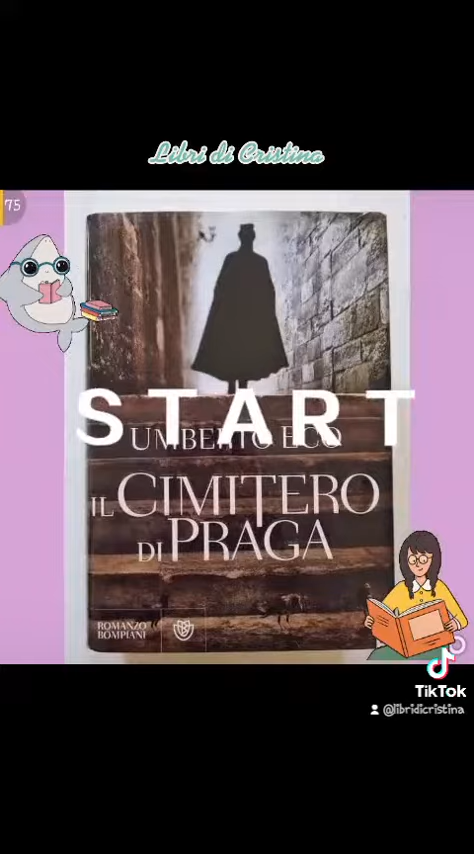 Libri di Cristina
75
START
UMBERTO ECO
IL CIMITERO
DI PRAGA
ROMANZO
BOMPIANI
TikTok
@libridicristina